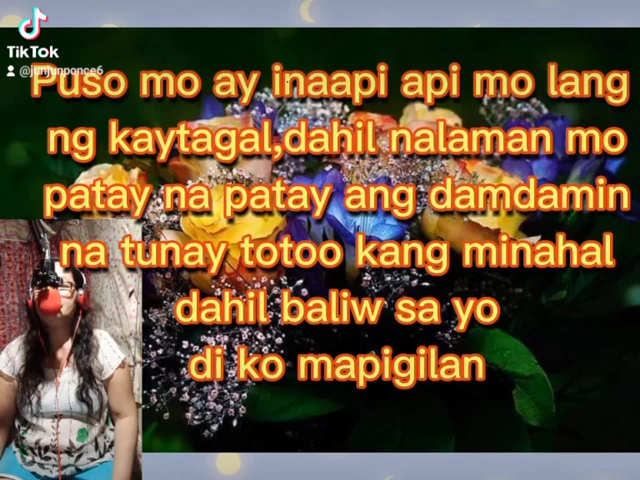 TikTok
@junjunponce6
Puso mo ay inaapi api mo lang
ng kaytagal,dahil nalaman mo
patay na patay ang damdamin
na tunay totoo kang minahal
dahil baliw sa yo
di ko mapigilan